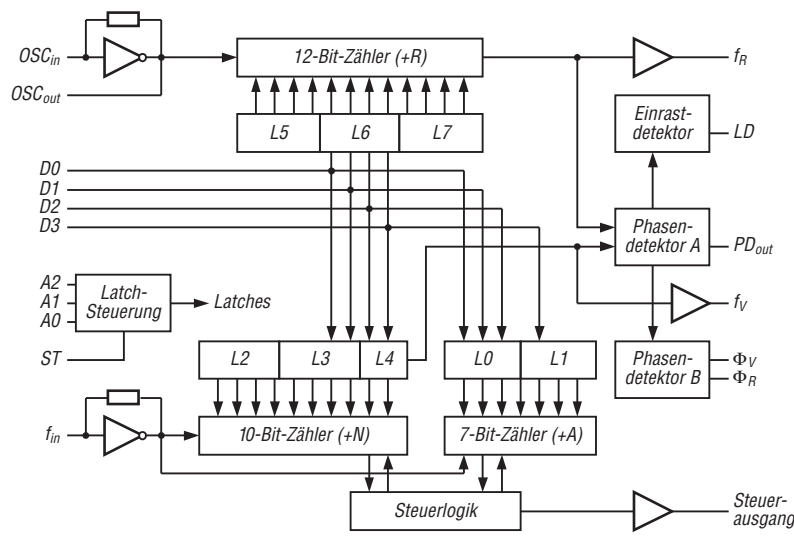 OSCin
OSCout
12-Bit-Zähler (+R)
fR
L5 L6 L7
Einrast-
detektor
LD
D0
D1
D2
D3
Phasen-
detektor A
PDout
A2
A1
A0
Latch-
Steuerung
Latches
ST
fV
L2 L3 L4 L0 L1
Phasen-
detektor B
ΦV
ΦR
fin
10-Bit-Zähler (+N)
7-Bit-Zähler (+A)
Steuerlogik
Steuer-
ausgang